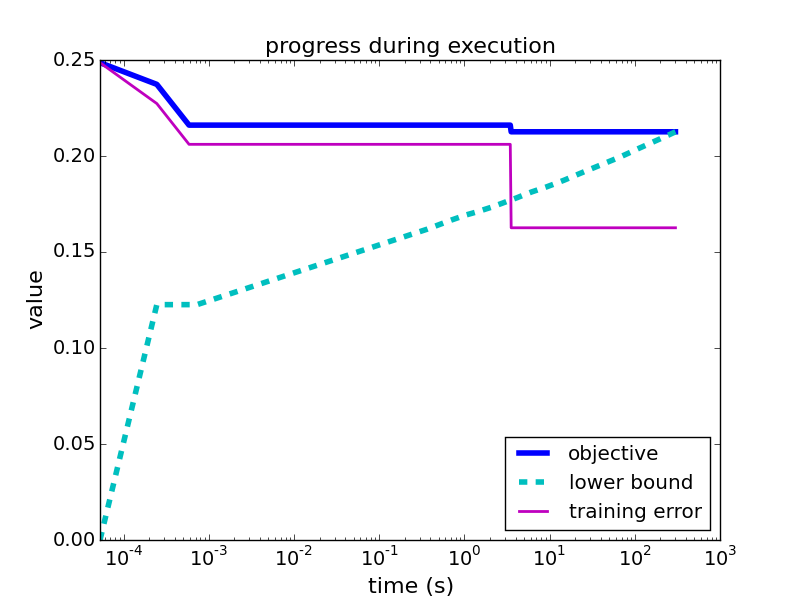 progress during execution
value
0.25
0.20
0.15
0.10
0.05
0.00
objective
lower bound
training error
10⁻⁴ 10⁻³ 10⁻² 10⁻¹ 10⁰ 10¹ 10² 10³
time (s)